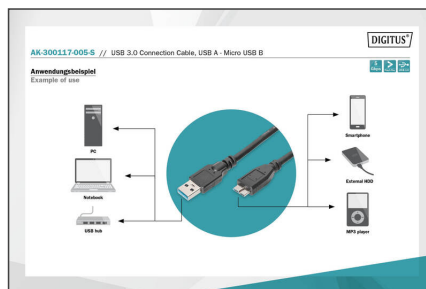 DIGITUS®
AK-300117-005-S // USB 3.0 Connection Cable, USB A - Micro USB B
Anwendungsbeispiel
Example of use
PC
Notebook
USB hub
Smartphone
External HDD
MP3 player